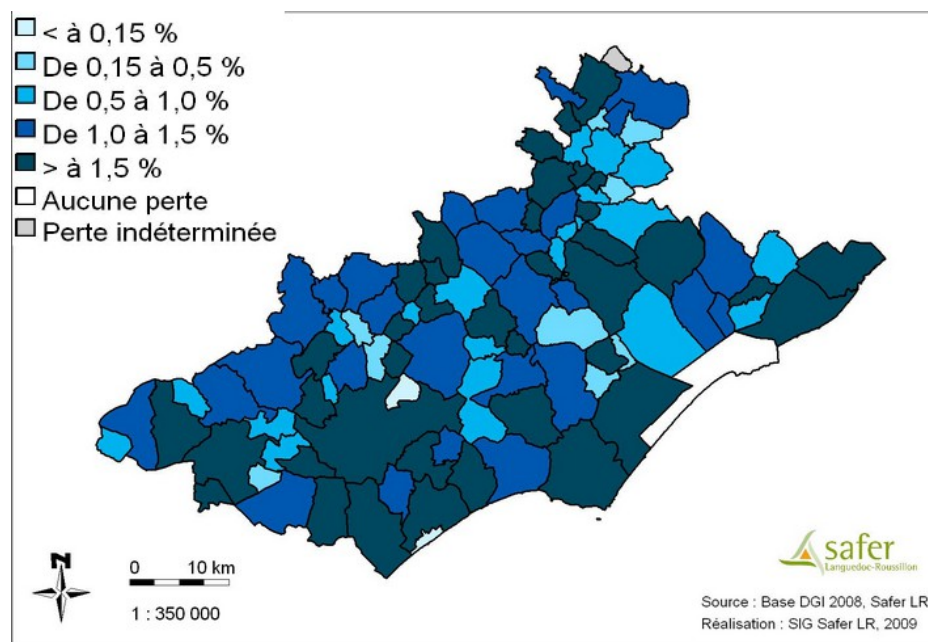 < à 0,15 %
De 0,15 à 0,5 %
De 0,5 à 1,0 %
De 1,0 à 1,5 %
> à 1,5 %
Aucune perte
Perte indéterminée
N
0 10 km
1 : 350 000
safer
Languedoc-Roussillon
Source : Base DGI 2008, Safer LR
Réalisation : SIG Safer LR, 2009